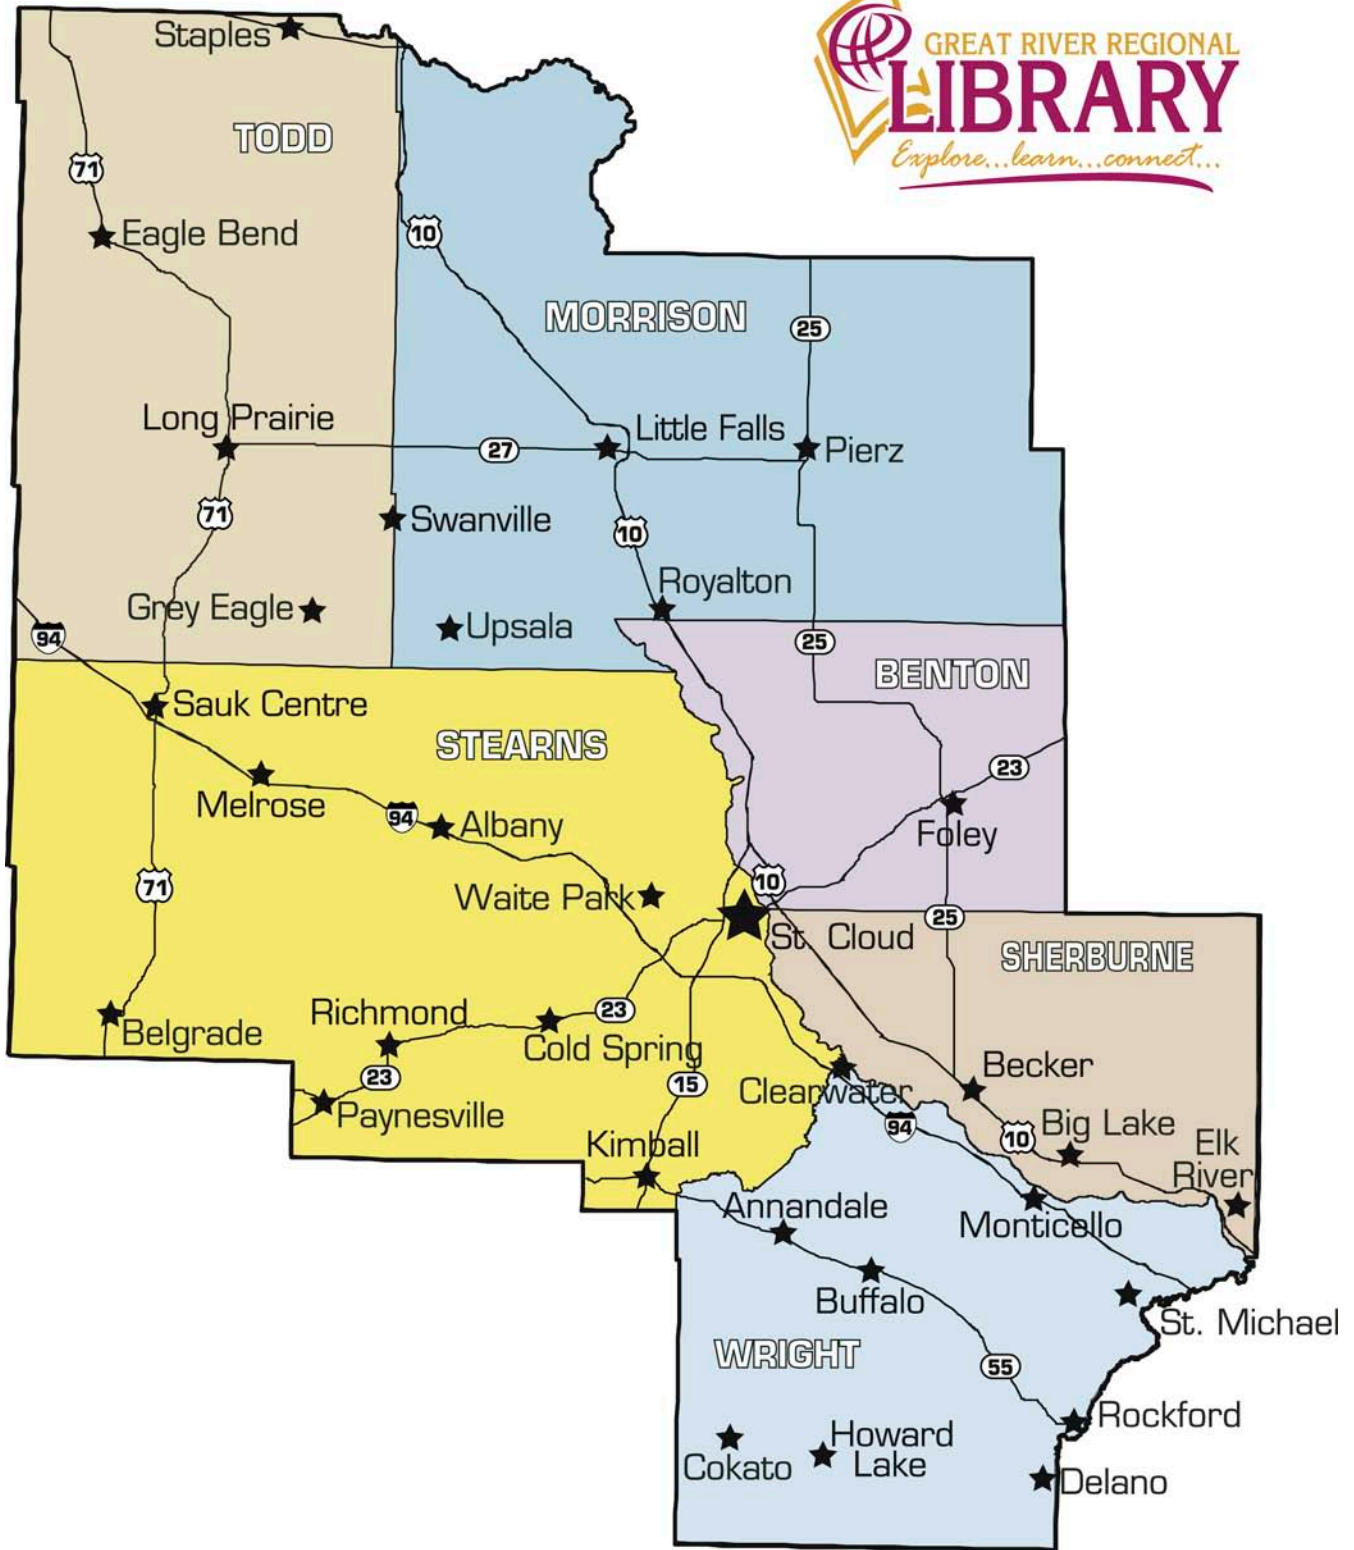 Staples
GREAT RIVER REGIONAL
LIBRARY
Explore...learn...connect...
TODD
71
Eagle Bend
10
MORRISON
25
Long Prairie
Little Falls
27
Pierz
71
Swanville
10
Royalton
Grey Eagle
Upsala
94
25
BENTON
Sauk Centre
STEARNS
23
Melrose
94
Albany
Foley
71
Waite Park
10
25
St. Cloud
SHERBURNE
Richmond
23
Belgrade
Cold Spring
Becker
23
15
Clearwater
Paynesville
94
10
Big Lake
Elk
River
Kimball
Annandale
Monticello
Buffalo
St. Michael
WRIGHT
55
Rockford
Howard
Lake
Cokato
Delano